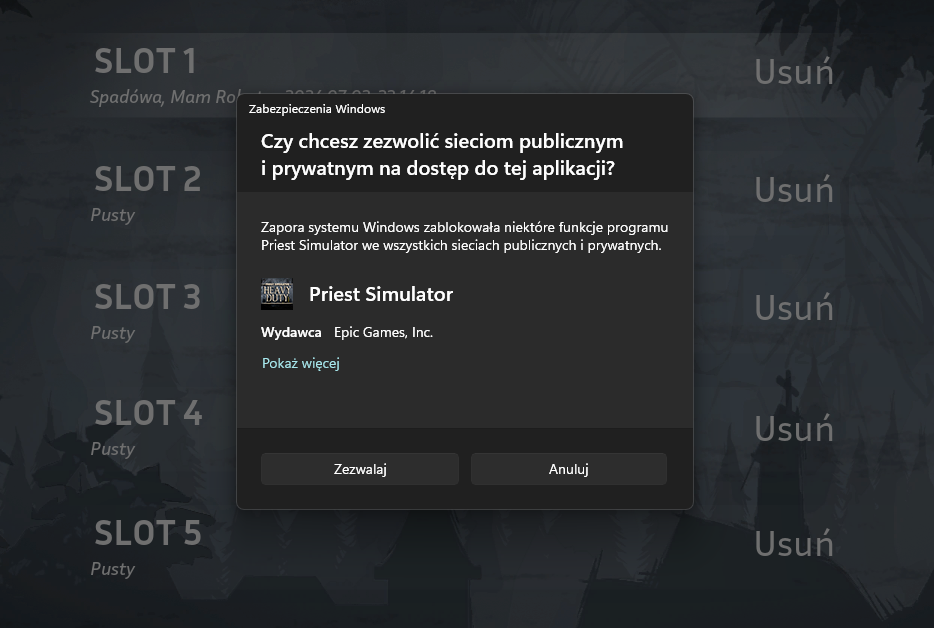 SLOT 1
Usuń
Spadówa, Mam
Zabezpieczenia Windows
Czy chcesz zezwolić sieciom publicznym
i prywatnym na dostęp do tej aplikacji?
SLOT 2
Usuń
Pusty
Zapora systemu Windows zablokowała niektóre funkcje programu
Priest Simulator we wszystkich sieciach publicznych i prywatnych.
SLOT 3
Usuń
HEAVY
DUTY
Priest Simulator
Pusty
Wydawca Epic Games, Inc.
Pokaż więcej
SLOT 4
Usuń
Pusty
Zezwalaj
Anuluj
SLOT 5
Usuń
Pusty